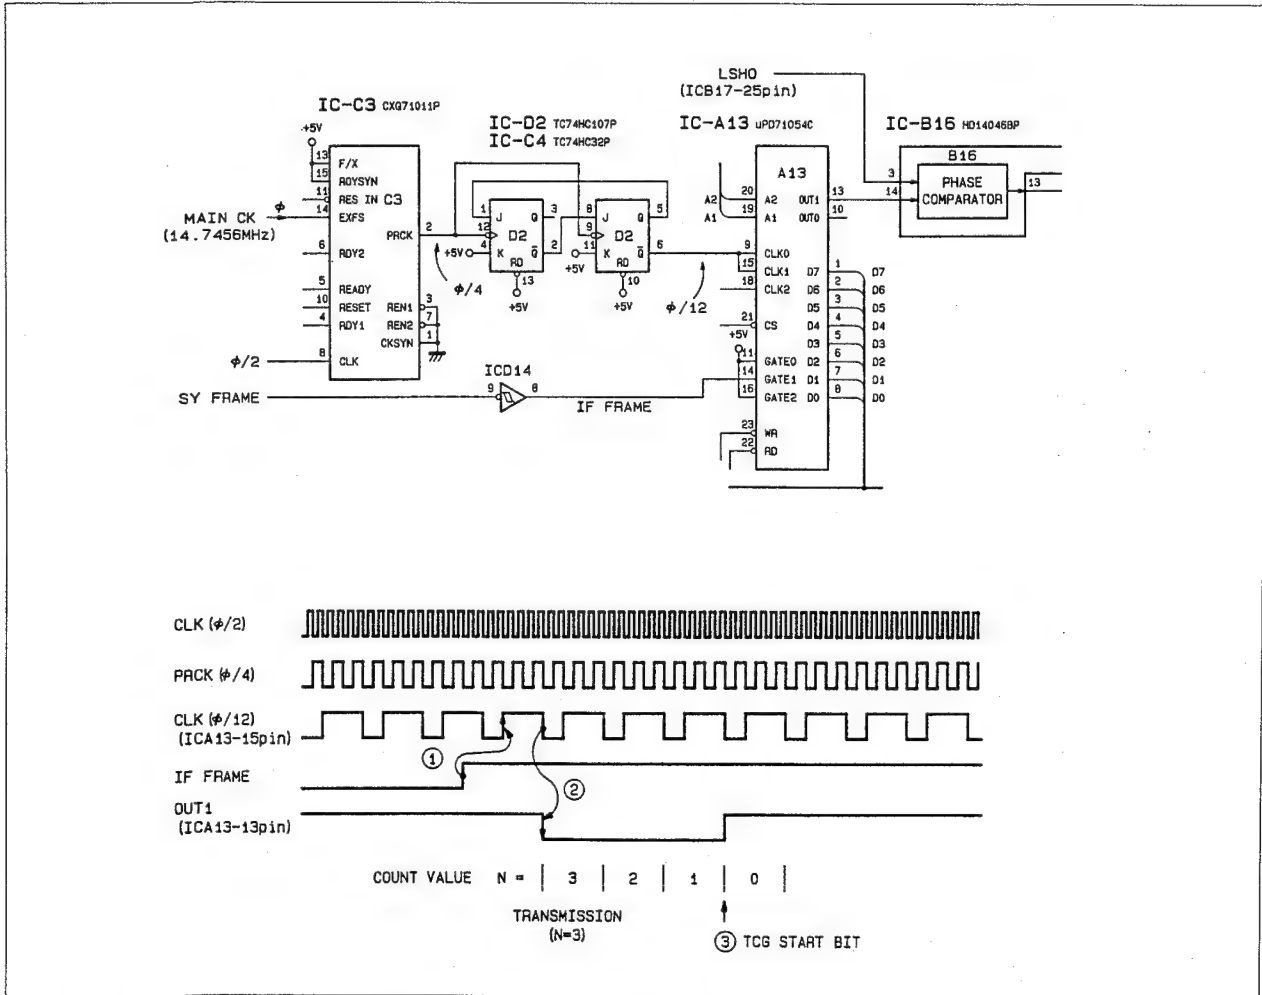 LSHO
(ICB17-25pin)
IC-C3 CXQ71011P
IC-D2 TC74HC107P
IC-C4 TC74HC32P
IC-A13 uPD71054C
IC-B16 HD14046BP
+5V
13 F/X
15 RDYSYN
11 RES IN C3
14 EXFS
MAIN CK φ
(14.7456MHz)
PRCK 2
6 RDY2
5 READY
10 RESET
4 RDY1
REN1 3
REN2 7
CKSYN 1
φ/2 8 CLK
φ/4
1 J Q 3
12 D2
+5V 4 K Q 2
RD
13
+5V
8 J Q 5
9 D2
+5V 11 K Q 6
RD
10
+5V
φ/12
A13
A2 20 A2 OUT1 13
A1 19 A1 OUT0 10
9 CLK0
15 CLK1 D7 1 D7
18 CLK2 D6 2 D6
D5 3 D5
21 CS D4 4 D4
+5V D3 5 D3
11 GATE0 D2 6 D2
14 GATE1 D1 7 D1
16 GATE2 D0 8 D0
23 WR
22 RD
B16
3 PHASE
14 COMPARATOR 13
SY FRAME 9 ICD14 8 IF FRAME
CLK (φ/2)
PRCK (φ/4)
CLK (φ/12)
(ICA13-15pin)
①
IF FRAME
②
OUT1
(ICA13-13pin)
COUNT VALUE N = 3 2 1 0
TRANSMISSION
(N=3)
③ TCG START BIT